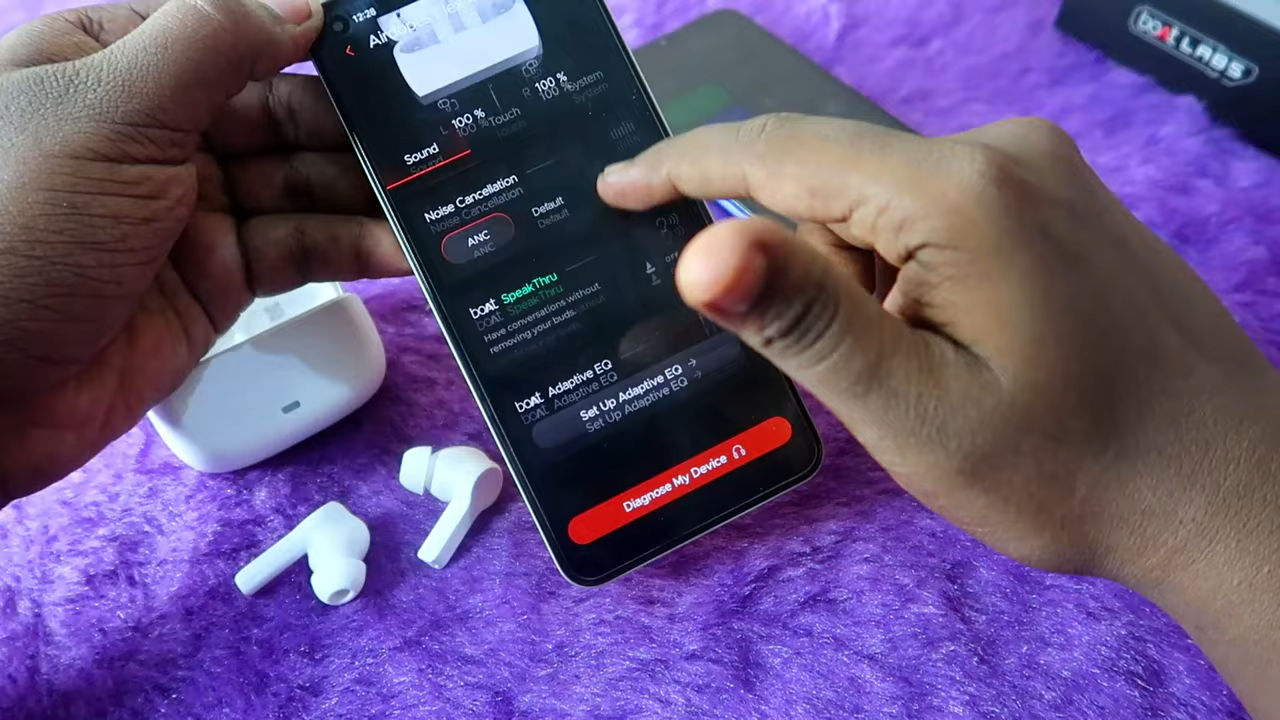 12:28
L 100 %
R 100 %
Sound
Touch
System
Noise Cancellation
ANC
Default
boAt SpeakThru
OFF
Have conversations without
removing your buds.
boAt Adaptive EQ
Set Up Adaptive EQ →
Diagnose My Device
boAt LABS